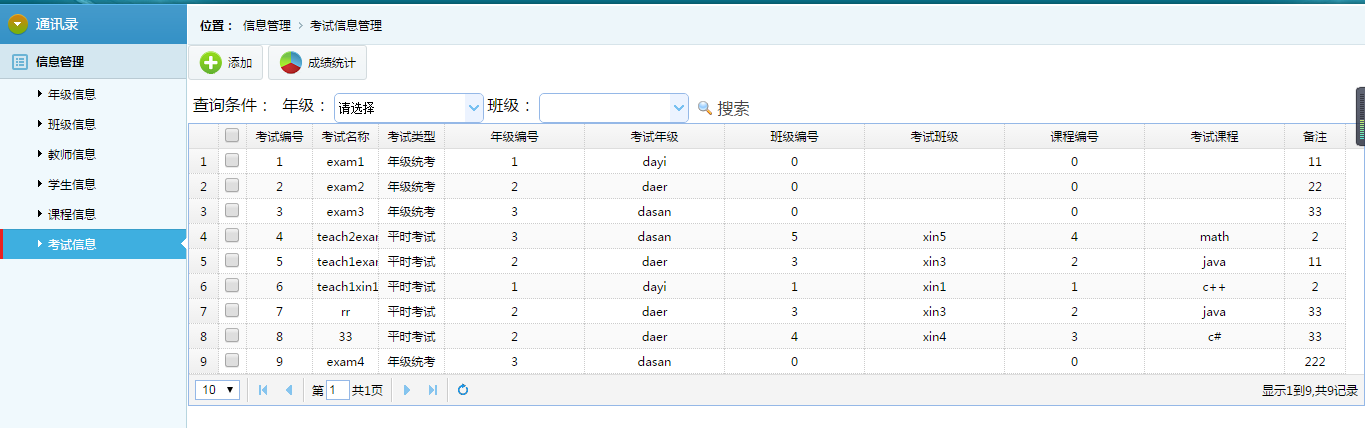 通讯录
位置： 信息管理 › 考试信息管理
信息管理
年级信息
班级信息
教师信息
学生信息
课程信息
考试信息
添加 成绩统计
查询条件： 年级： 请选择 班级： 搜索
考试编号 考试名称 考试类型 年级编号 考试年级 班级编号 考试班级 课程编号 考试课程 备注
1 1 exam1 年级统考 1 dayi 0 0 11
2 2 exam2 年级统考 2 daer 0 0 22
3 3 exam3 年级统考 3 dasan 0 0 33
4 4 teach2exam 平时考试 3 dasan 5 xin5 4 math 2
5 5 teach1exam 平时考试 2 daer 3 xin3 2 java 11
6 6 teach1xin1 平时考试 1 dayi 1 xin1 1 c++ 2
7 7 rr 平时考试 2 daer 3 xin3 2 java 33
8 8 33 平时考试 2 daer 4 xin4 3 c# 33
9 9 exam4 年级统考 3 dasan 0 0 222
10 第 1 共1页 显示1到9,共9记录